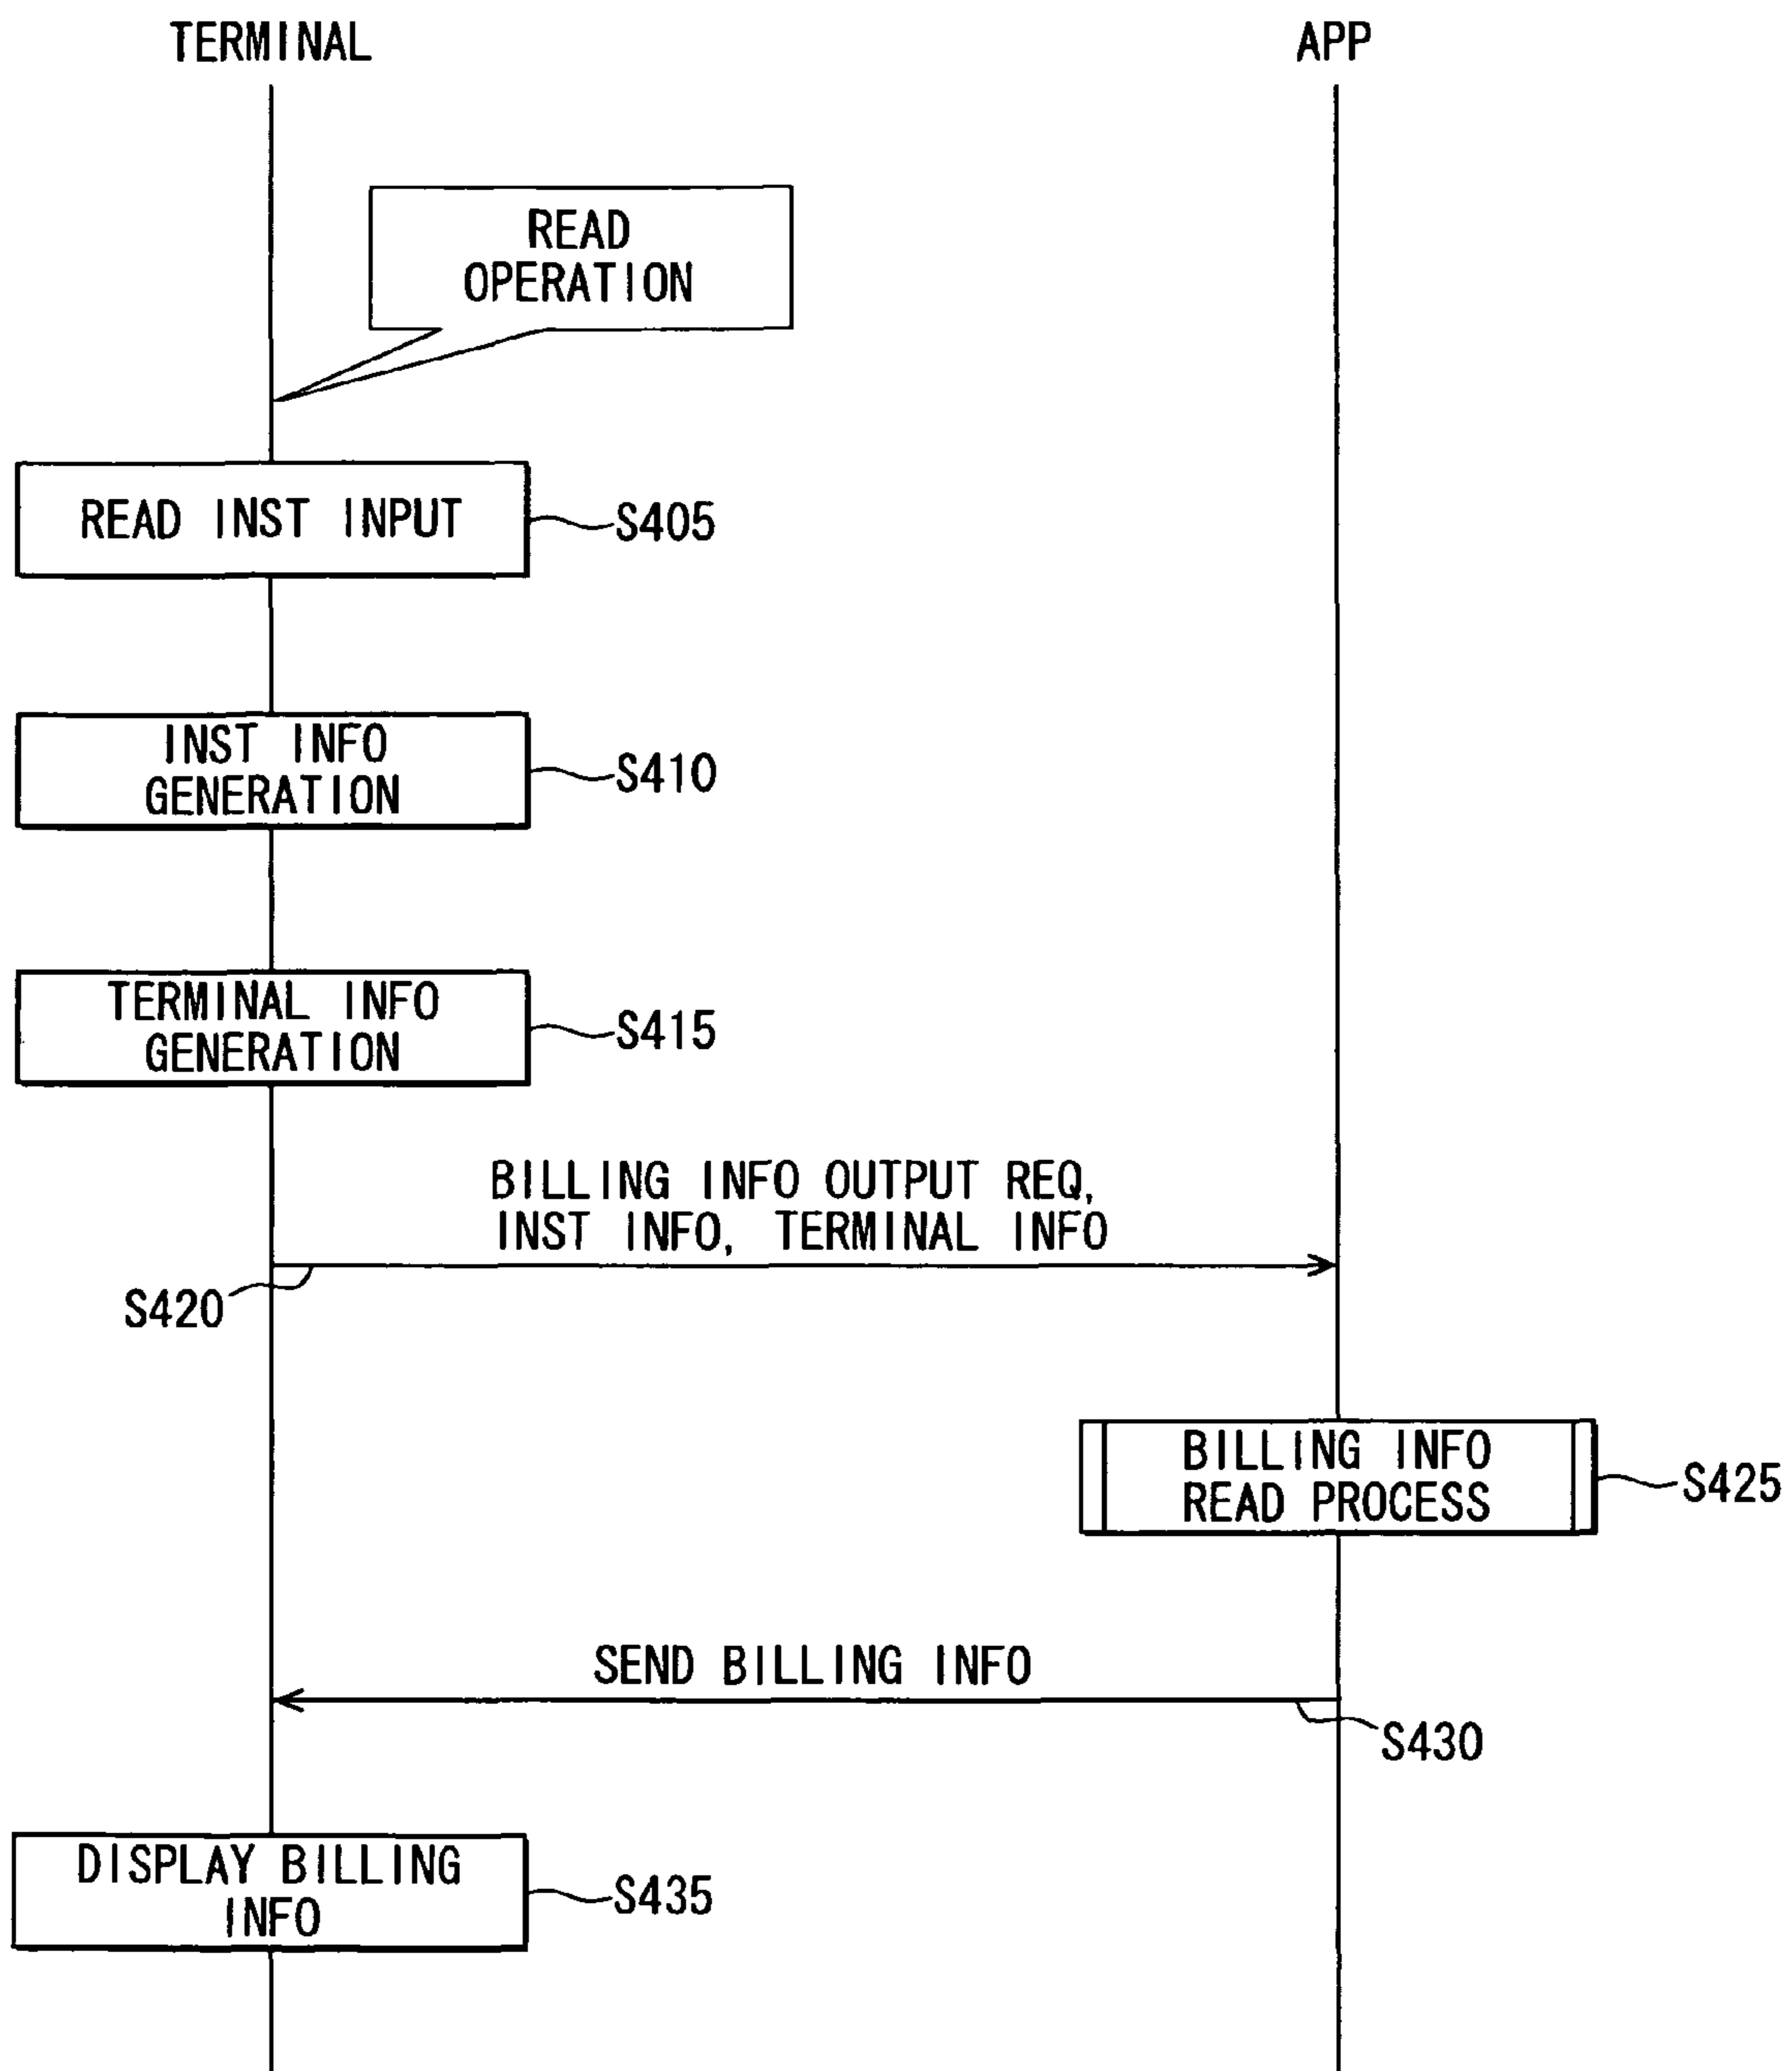 TERMINAL
APP
READ
OPERATION
READ INST INPUT
S405
INST INFO
GENERATION
S410
TERMINAL INFO
GENERATION
S415
BILLING INFO OUTPUT REQ,
INST INFO, TERMINAL INFO
S420
BILLING INFO
READ PROCESS
S425
SEND BILLING INFO
S430
DISPLAY BILLING
INFO
S435